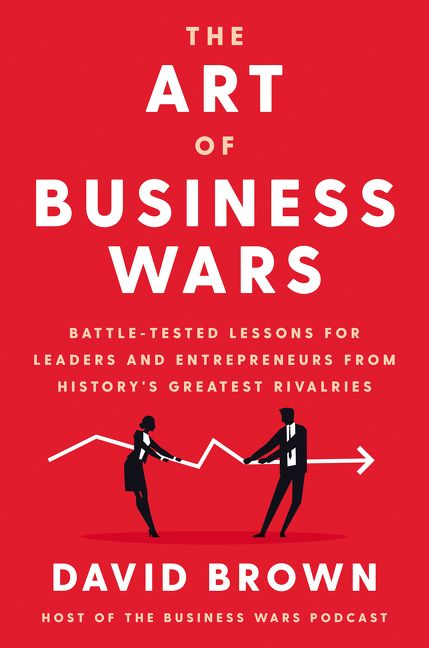 THE
ART
OF
BUSINESS
WARS
BATTLE-TESTED LESSONS FOR
LEADERS AND ENTREPRENEURS FROM
HISTORY'S GREATEST RIVALRIES
DAVID BROWN
HOST OF THE BUSINESS WARS PODCAST